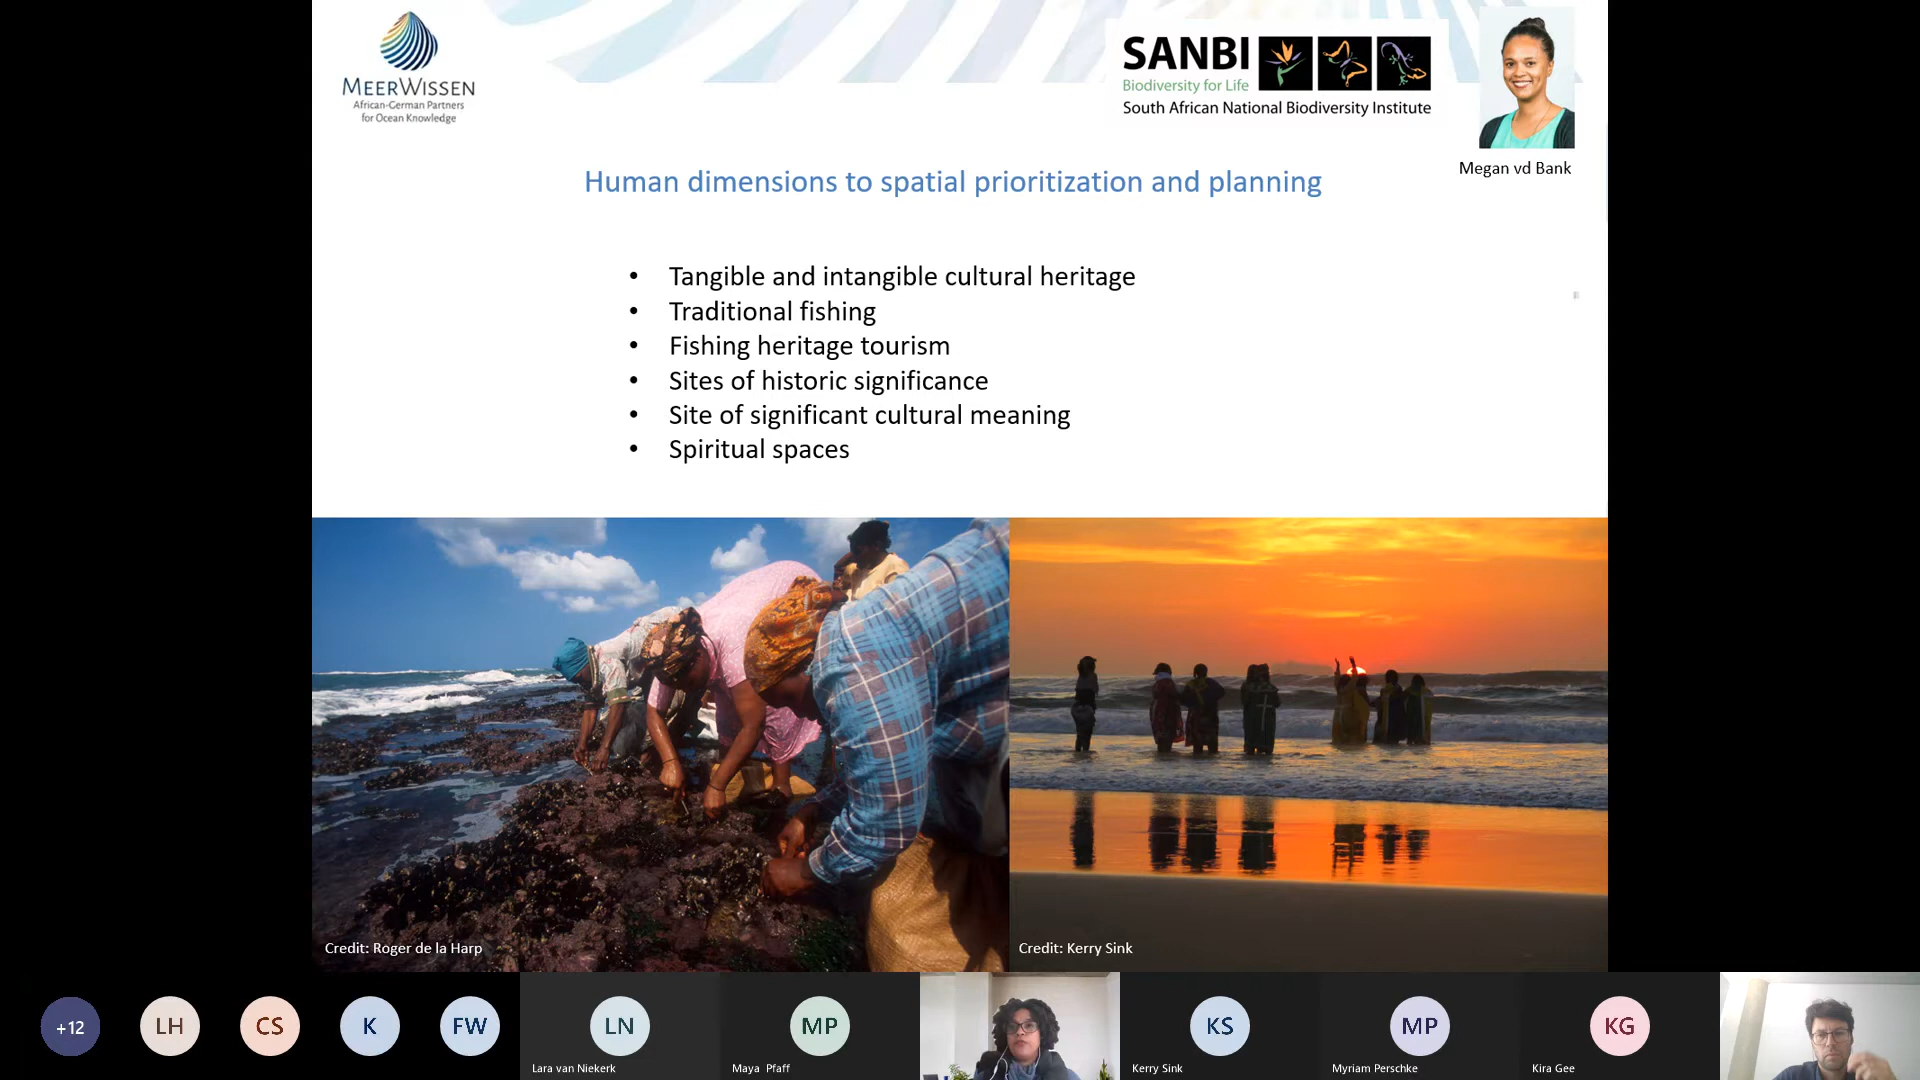 MEERWISSEN
African-German Partners
for Ocean Knowledge
SANBI
Biodiversity for Life
South African National Biodiversity Institute
Megan vd Bank
Human dimensions to spatial prioritization and planning
• Tangible and intangible cultural heritage
• Traditional fishing
• Fishing heritage tourism
• Sites of historic significance
• Site of significant cultural meaning
• Spiritual spaces
Credit: Roger de la Harp
Credit: Kerry Sink
+12
LH
CS
K
FW
LN
Lara van Niekerk
MP
Maya Pfaff
KS
Kerry Sink
MP
Myriam Perschke
KG
Kira Gee